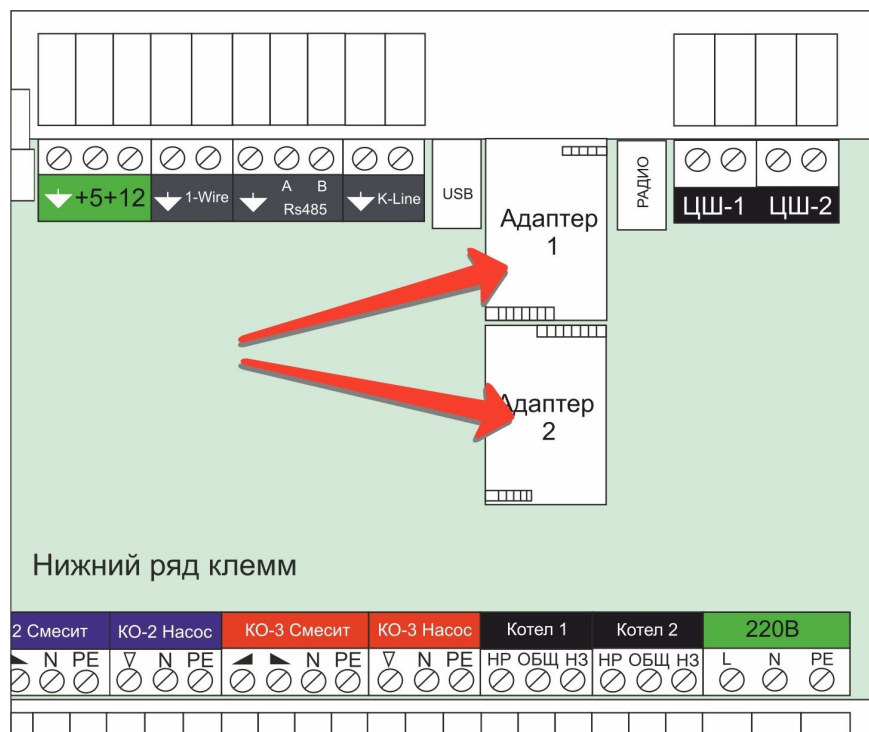 +5+12 1-Wire A B Rs485 K-Line
USB
Адаптер
1
РАДИО
ЦШ-1 ЦШ-2
Адаптер
2
Нижний ряд клемм
2 Смесит КО-2 Насос КО-3 Смесит КО-3 Насос Котел 1 Котел 2 220В
N PE N PE N PE N PE НР ОБЩ НЗ НР ОБЩ НЗ L N PE